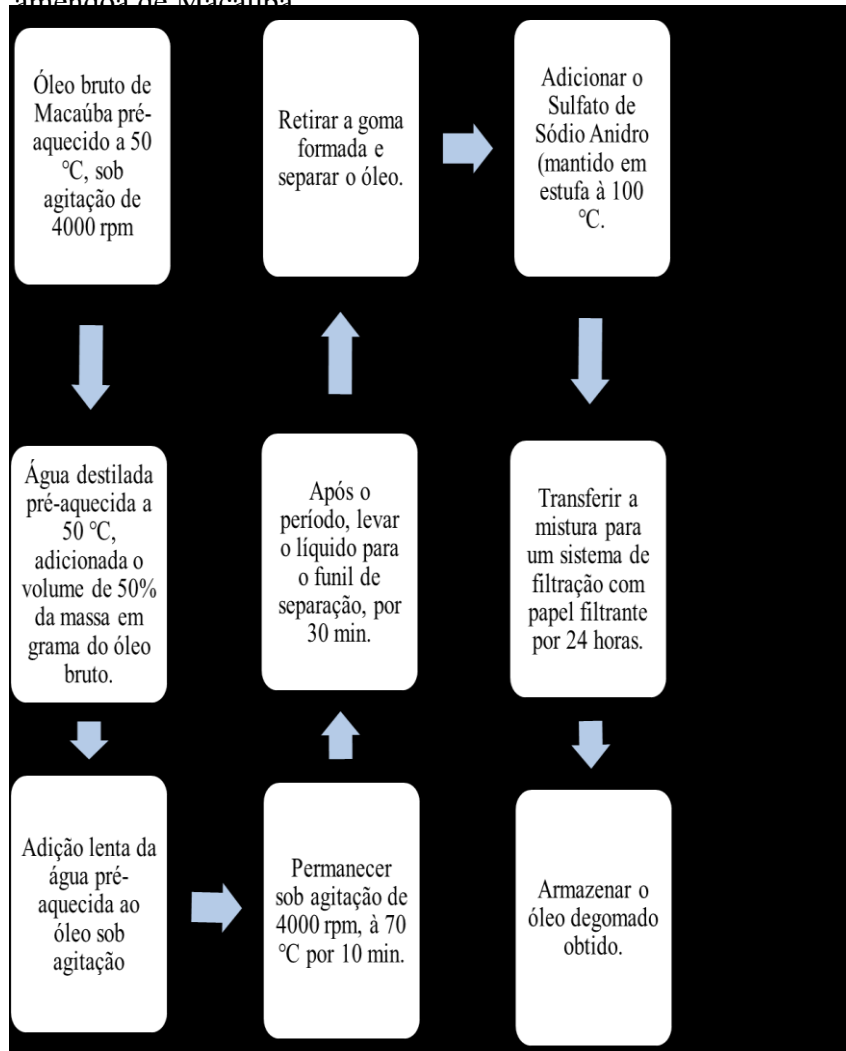 amêndoa de Macaúba
Óleo bruto de
Macaúba pré-
aquecido a 50
°C, sob
agitação de
4000 rpm
Água destilada
pré-aquecida a
50 °C,
adicionada o
volume de 50%
da massa em
grama do óleo
bruto.
Adição lenta da
água pré-
aquecida ao
óleo sob
agitação
Permanecer
sob agitação de
4000 rpm, à 70
°C por 10 min.
Após o
período, levar
o líquido para
o funil de
separação, por
30 min.
Retirar a goma
formada e
separar o óleo.
Adicionar o
Sulfato de
Sódio Anidro
(mantido em
estufa à 100
°C.
Transferir a
mistura para
um sistema de
filtração com
papel filtrante
por 24 horas.
Armazenar o
óleo degomado
obtido.